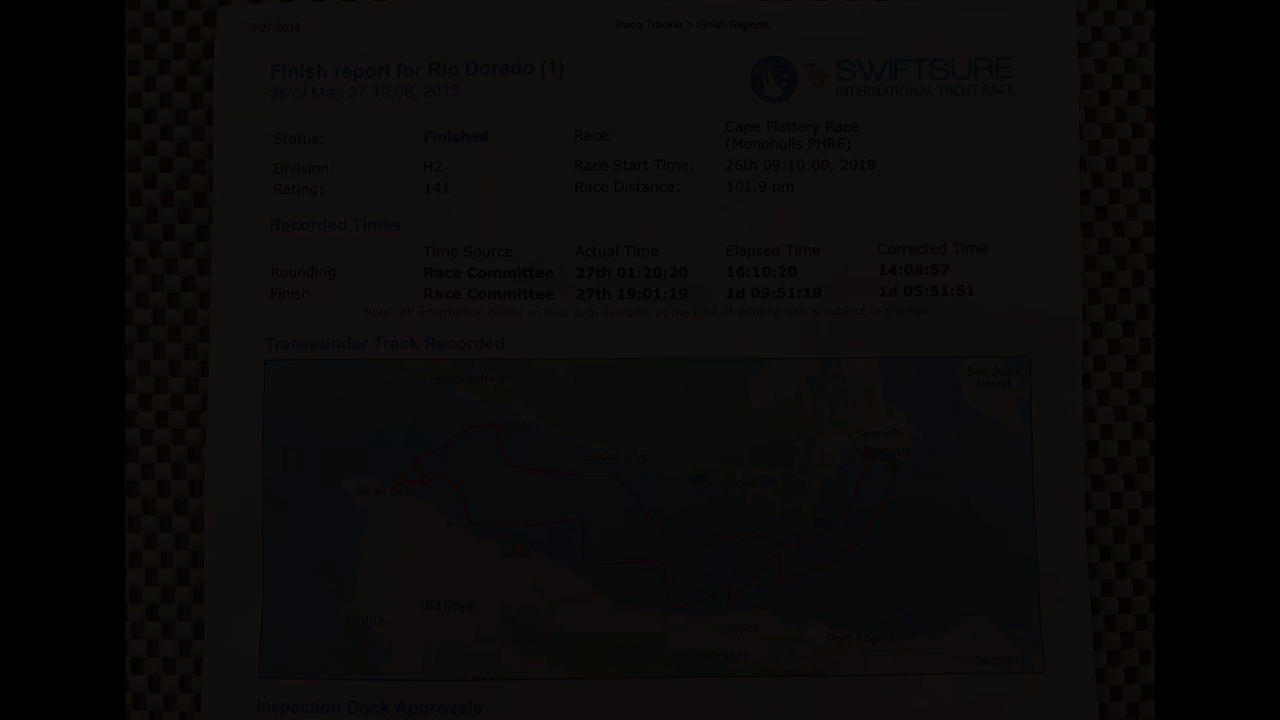 5/27/2018
Race Tracker > Finish Reports
Finish report for Rio Dorado (1)
as of May 27 19:08, 2018
SWIFTSURE
INTERNATIONAL YACHT RACE
Status: Finished Race: Cape Flattery Race
(Monohulls PHRF)
Division: H2 Race Start Time: 26th 09:10:00, 2018
Rating: 141 Race Distance: 101.9 nm
Recorded Times
Time Source Actual Time Elapsed Time Corrected Time
Rounding Race Committee 27th 01:20:20 16:10:20 14:08:57
Finish Race Committee 27th 19:01:19 1d 09:51:19 1d 05:51:51
Note: all information based on best data available at the time of printing and is subject to change.
Transponder Track Recorded
Port Renfrew
San Juan
Island
Saanich
Victoria
Jordan River
Sooke
Neah Bay
Sekiu
Old Royal
Ozette
Joyce
Port Angeles
Sequim
Inspection Dock Approvals